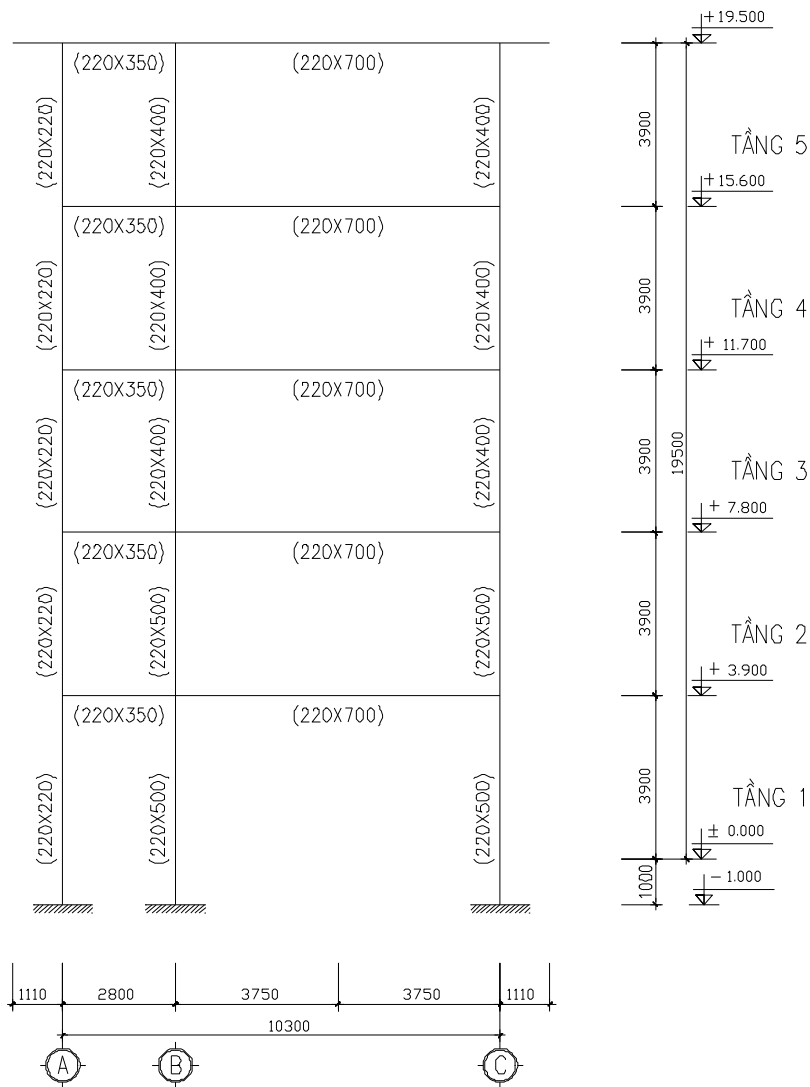 +19.500
(220X350) (220X700)
(220X220) (220X400) (220X400) 3900 TẦNG 5
+15.600
(220X350) (220X700)
(220X220) (220X400) (220X400) 3900 TẦNG 4
+ 11.700
(220X350) (220X700)
(220X220) (220X400) (220X400) 3900 19500 TẦNG 3
+ 7.800
(220X350) (220X700)
(220X220) (220X500) (220X500) 3900 TẦNG 2
+ 3.900
(220X350) (220X700)
(220X220) (220X500) (220X500) 3900 TẦNG 1
± 0.000
1000 - 1.000
1110 2800 3750 3750 1110
10300
A B C